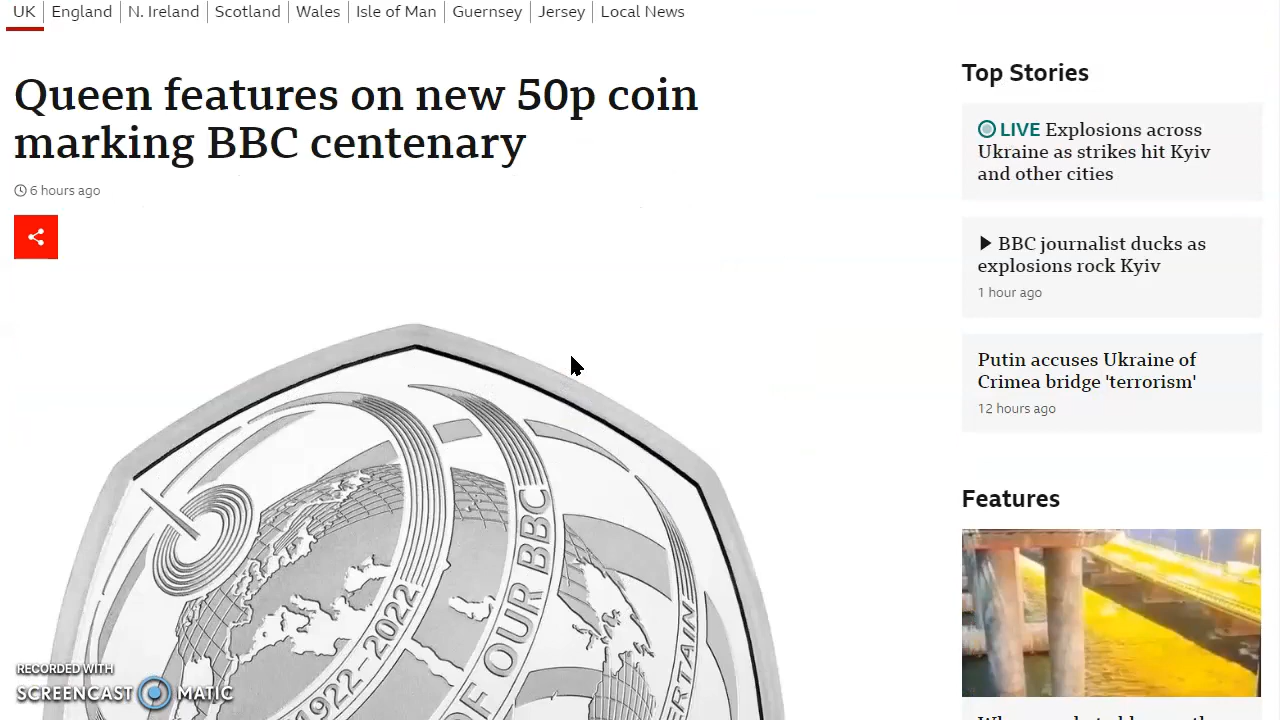 UK England N. Ireland Scotland Wales Isle of Man Guernsey Jersey Local News
Queen features on new 50p coin
marking BBC centenary
6 hours ago
1922-2022
OF OUR BBC
ERTAIN
RECORDED WITH
SCREENCAST MATIC
Top Stories
LIVE Explosions across
Ukraine as strikes hit Kyiv
and other cities
BBC journalist ducks as
explosions rock Kyiv
1 hour ago
Putin accuses Ukraine of
Crimea bridge 'terrorism'
12 hours ago
Features